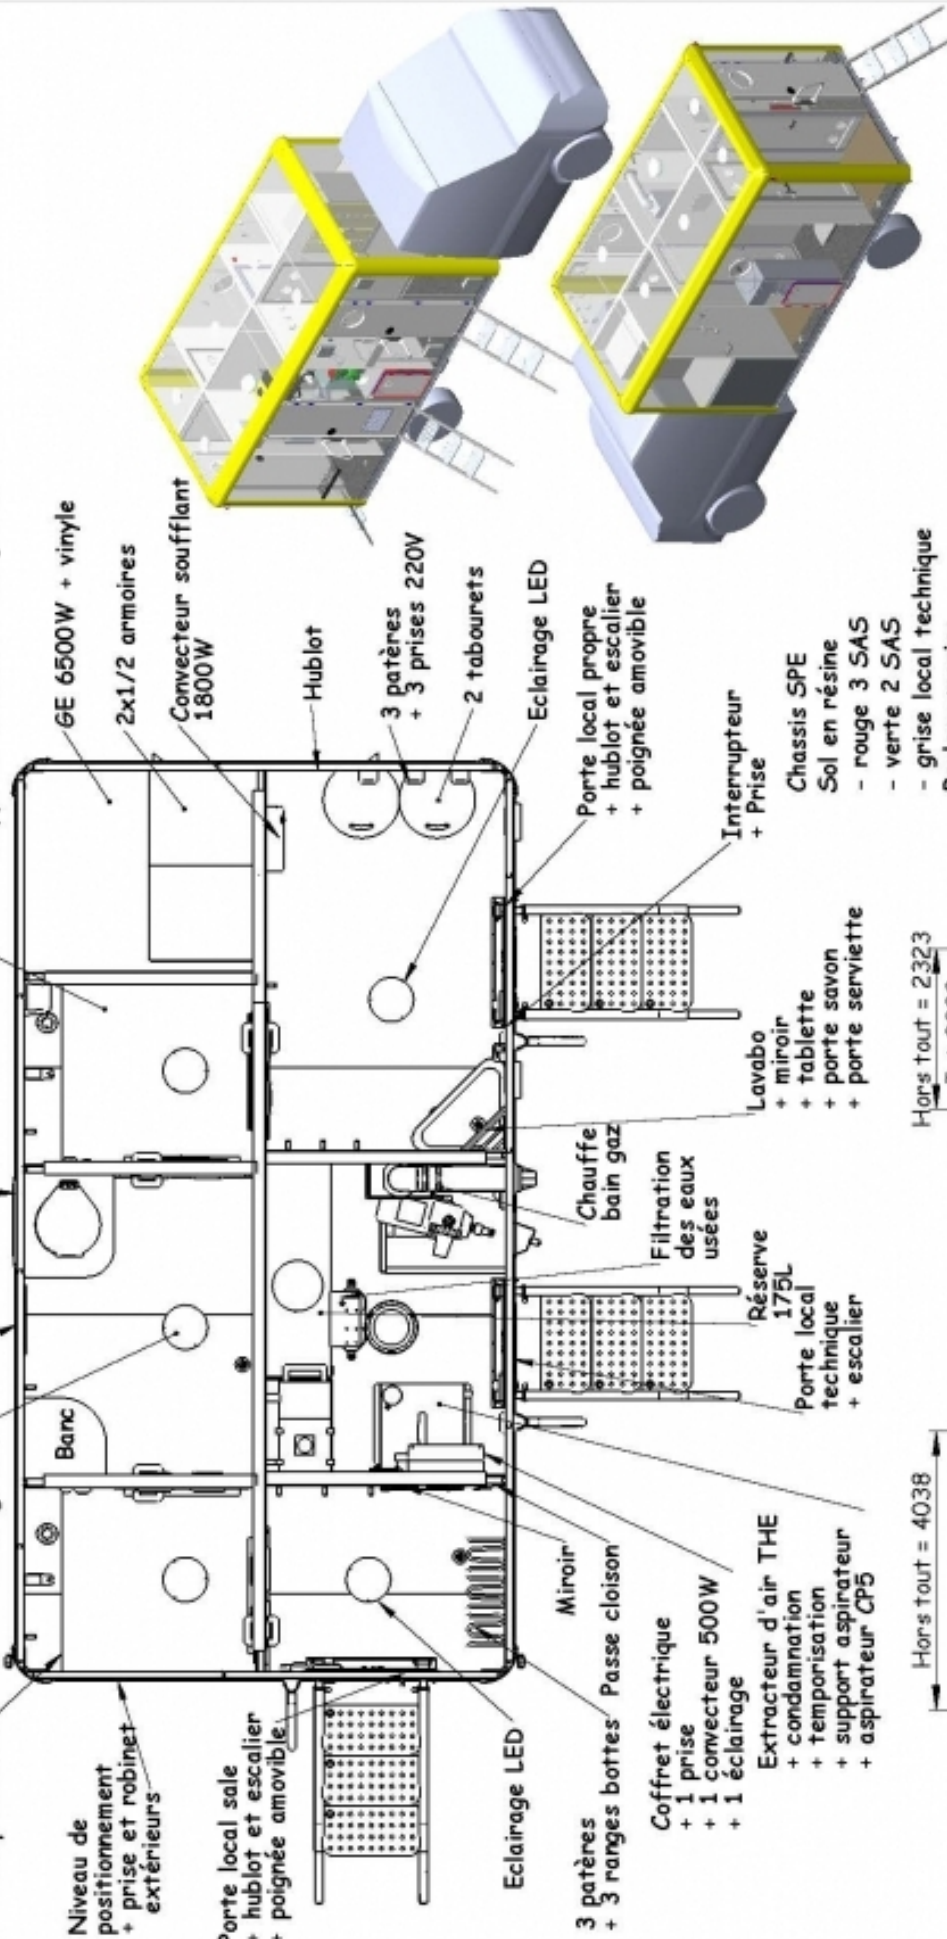 GE 6500W + vinyle
2x1/2 armoires
Convecteur soufflant
1800W
Hublot
3 patères
+ 3 prises 220V
2 tabourets
Eclairage LED
Porte local propre
+ hublot et escalier
+ poignée amovible
Interrupteur
+ Prise
Chassis SPE
Sol en résine
- rouge 3 SAS
- verte 2 SAS
- grise local technique
Lavabo
+ miroir
+ tablette
+ porte savon
+ porte serviette
Hors tout = 2323
Chauffe
bain gaz
Filtration
des eaux
usées
Réserve
175L
Porte local
technique
+ escalier
Banc
Hors tout = 4038
Miroir
Passe cloison
Extracteur d'air THE
+ condamnation
+ temporisation
+ support aspirateur
+ aspirateur CP5
Coffret électrique
+ 1 prise
+ 1 convecteur 500W
+ 1 éclairage
3 patères
+ 3 ranges bottes
Eclairage LED
Porte local sale
+ hublot et escalier
+ poignée amovible
Niveau de
positionnement
+ prise et robinet
extérieurs